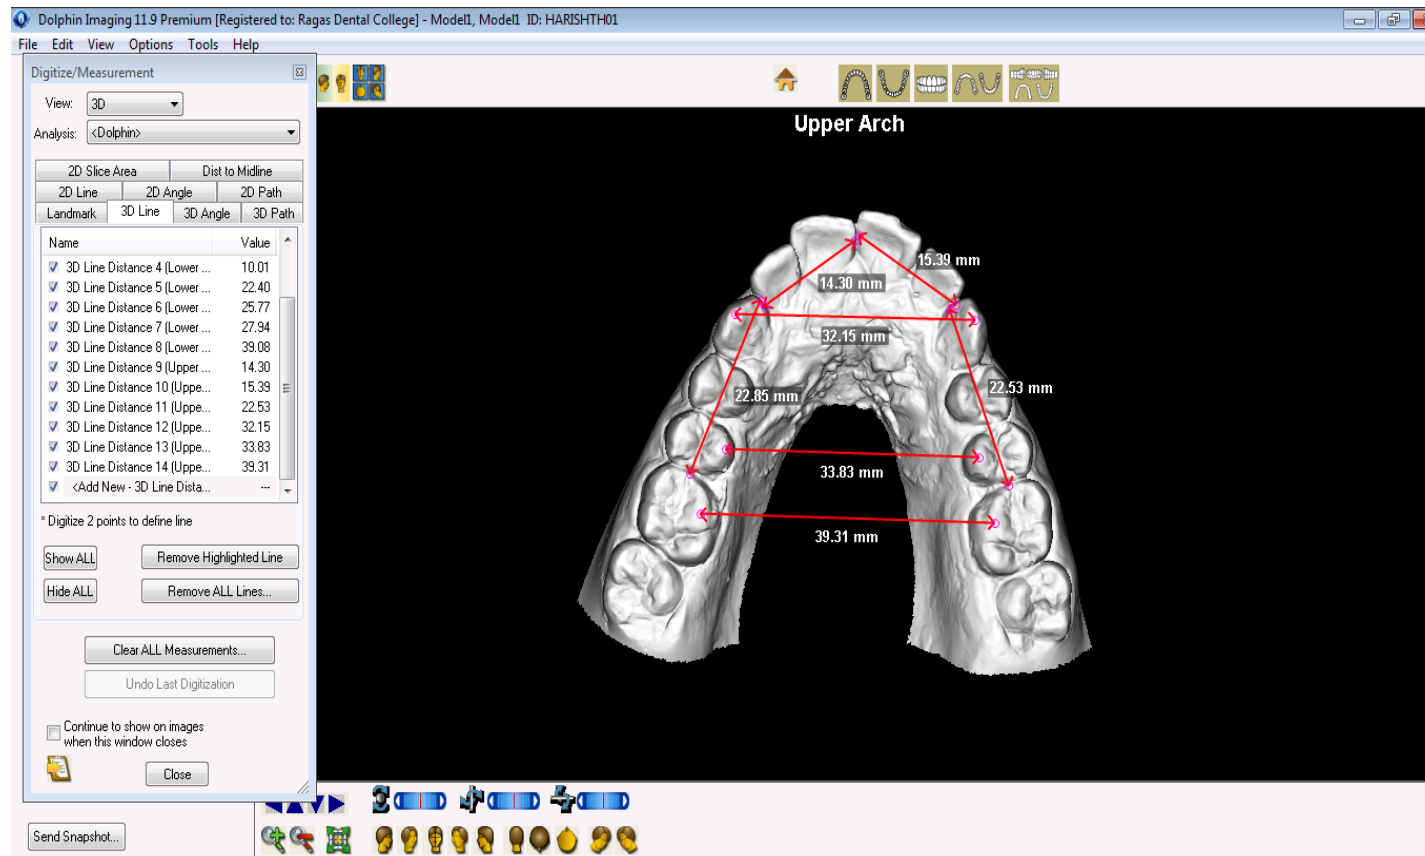 Dolphin Imaging 11.9 Premium [Registered to: Ragas Dental College] - Model1, Model1 ID: HARISHTH01
File Edit View Options Tools Help
Digitize/Measurement
View: 3D
Analysis: <Dolphin>
2D Slice Area Dist to Midline
2D Line 2D Angle 2D Path
Landmark 3D Line 3D Angle 3D Path
Name Value
3D Line Distance 4 (Lower ... 10.01
3D Line Distance 5 (Lower ... 22.40
3D Line Distance 6 (Lower ... 25.77
3D Line Distance 7 (Lower ... 27.94
3D Line Distance 8 (Lower ... 39.08
3D Line Distance 9 (Upper ... 14.30
3D Line Distance 10 (Uppe... 15.39
3D Line Distance 11 (Uppe... 22.53
3D Line Distance 12 (Uppe... 32.15
3D Line Distance 13 (Uppe... 33.83
3D Line Distance 14 (Uppe... 39.31
<Add New - 3D Line Dista... ---
* Digitize 2 points to define line
Show ALL Remove Highlighted Line
Hide ALL Remove ALL Lines...
Clear ALL Measurements...
Undo Last Digitization
Continue to show on images
when this window closes
Close
Send Snapshot...
Upper Arch
15.39 mm
14.30 mm
32.15 mm
22.85 mm
22.53 mm
33.83 mm
39.31 mm